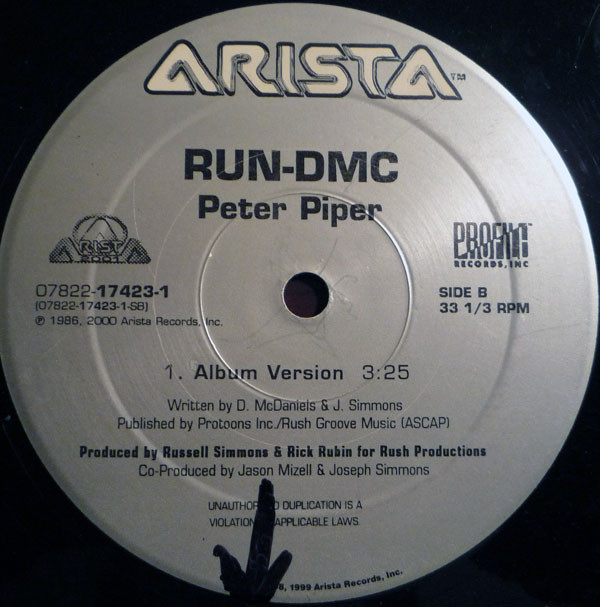 ARISTA™
RUN-DMC
Peter Piper
ARISTA
PROFILE™
RECORDS, INC
07822-17423-1
(07822-17423-1-SB)
℗ 1986, 2000 Arista Records, Inc.
SIDE B
33 1/3 RPM
1. Album Version 3:25
Written by D. McDaniels & J. Simmons
Published by Protoons Inc./Rush Groove Music (ASCAP)
Produced by Russell Simmons & Rick Rubin for Rush Productions
Co-Produced by Jason Mizell & Joseph Simmons
DUPLICATION IS A
APPLICABLE LAWS.
1999 Arista Records, Inc.